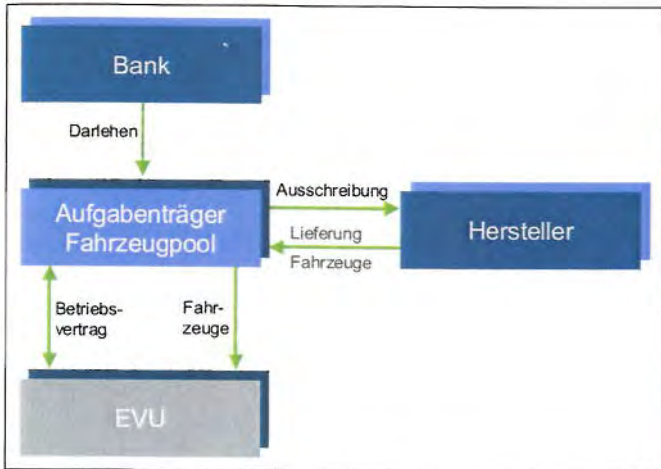 Bank
Darlehen
Aufgabenträger
Fahrzeugpool
Ausschreibung
Lieferung
Fahrzeuge
Hersteller
Betriebs-
vertrag
Fahr-
zeuge
EVU